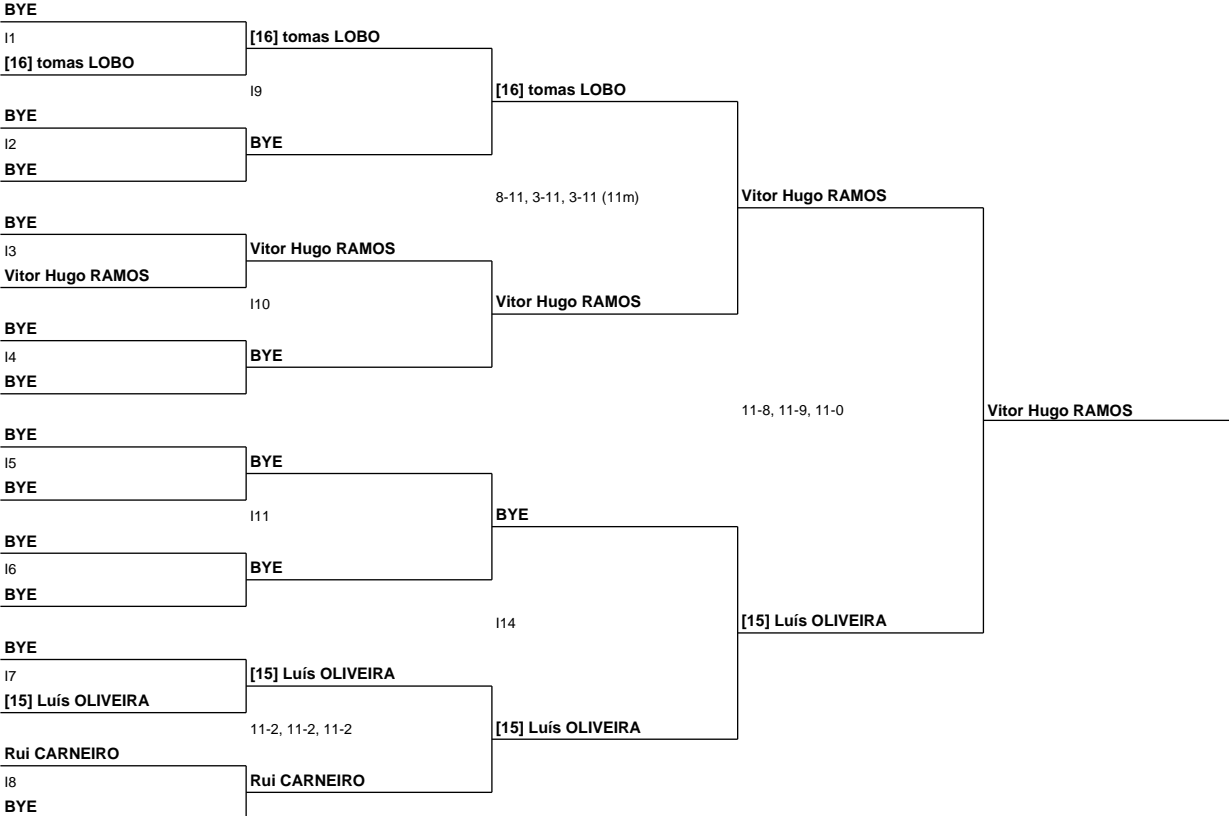 BYE
I1
[16] tomas LOBO
BYE
I2
BYE
BYE
I3
Vitor Hugo RAMOS
BYE
I4
BYE
BYE
I5
BYE
BYE
I6
BYE
BYE
I7
[15] Luís OLIVEIRA
Rui CARNEIRO
I8
BYE
[16] tomas LOBO
I9
BYE
Vitor Hugo RAMOS
I10
BYE
BYE
I11
BYE
[15] Luís OLIVEIRA
11-2, 11-2, 11-2
Rui CARNEIRO
[16] tomas LOBO
8-11, 3-11, 3-11 (11m)
Vitor Hugo RAMOS
BYE
I14
[15] Luís OLIVEIRA
Vitor Hugo RAMOS
11-8, 11-9, 11-0
[15] Luís OLIVEIRA
Vitor Hugo RAMOS